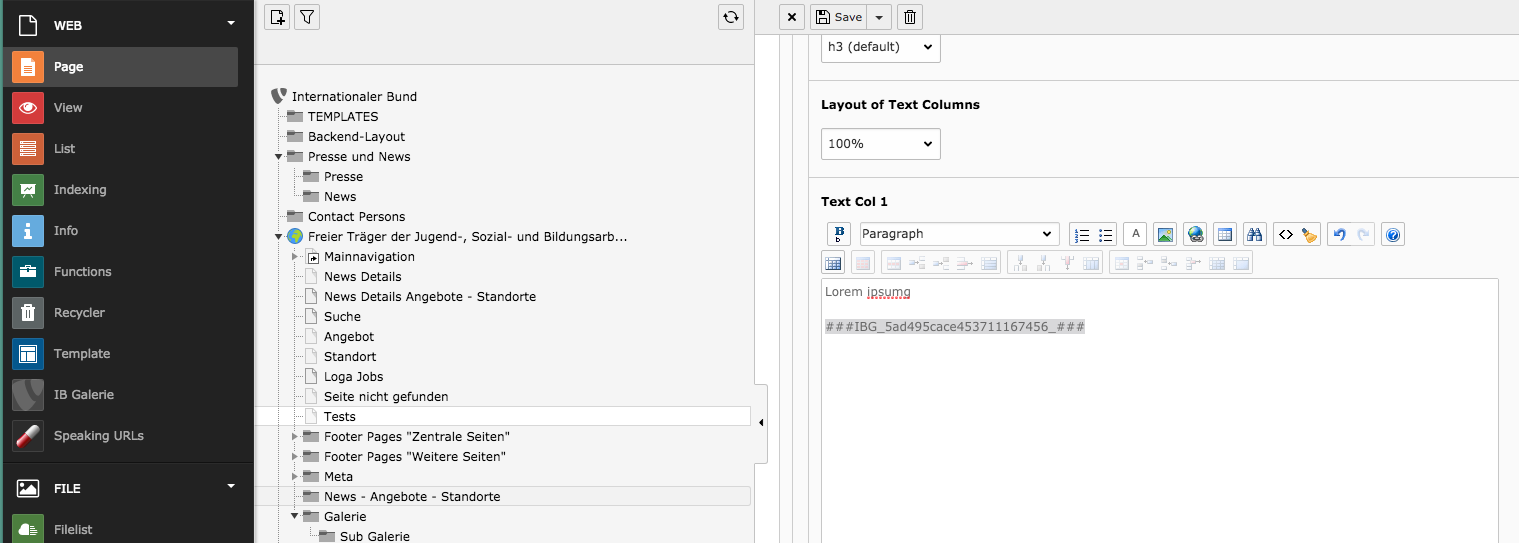 WEB
Page
View
List
Indexing
Info
Functions
Recycler
Template
IB Galerie
Speaking URLs
FILE
Filelist
Internationaler Bund
TEMPLATES
Backend-Layout
Presse und News
Presse
News
Contact Persons
Freier Träger der Jugend-, Sozial- und Bildungsarb...
Mainnavigation
News Details
News Details Angebote - Standorte
Suche
Angebot
Standort
Loga Jobs
Seite nicht gefunden
Tests
Footer Pages "Zentrale Seiten"
Footer Pages "Weitere Seiten"
Meta
News - Angebote - Standorte
Galerie
Sub Galerie
Save
h3 (default)
Layout of Text Columns
100%
Text Col 1
Paragraph
Lorem ipsumg
###IBG_5ad495cace453711167456_###